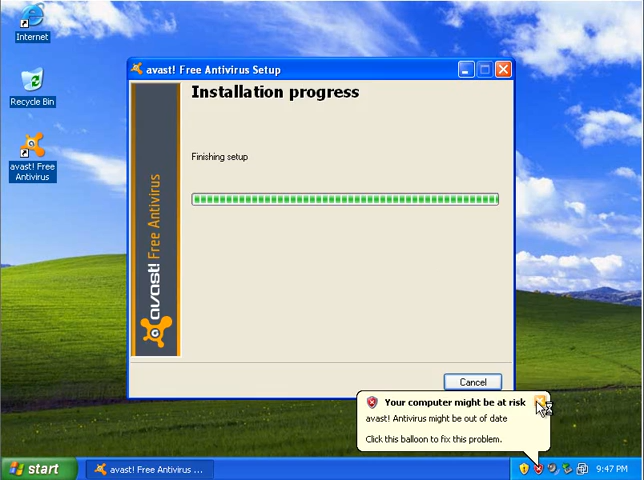 Internet
Recycle Bin
avast! Free
Antivirus
avast! Free Antivirus Setup
Installation progress
Finishing setup
avast! Free Antivirus
Cancel
Your computer might be at risk
avast! Antivirus might be out of date
Click this balloon to fix this problem.
start
avast! Free Antivirus ...
9:47 PM